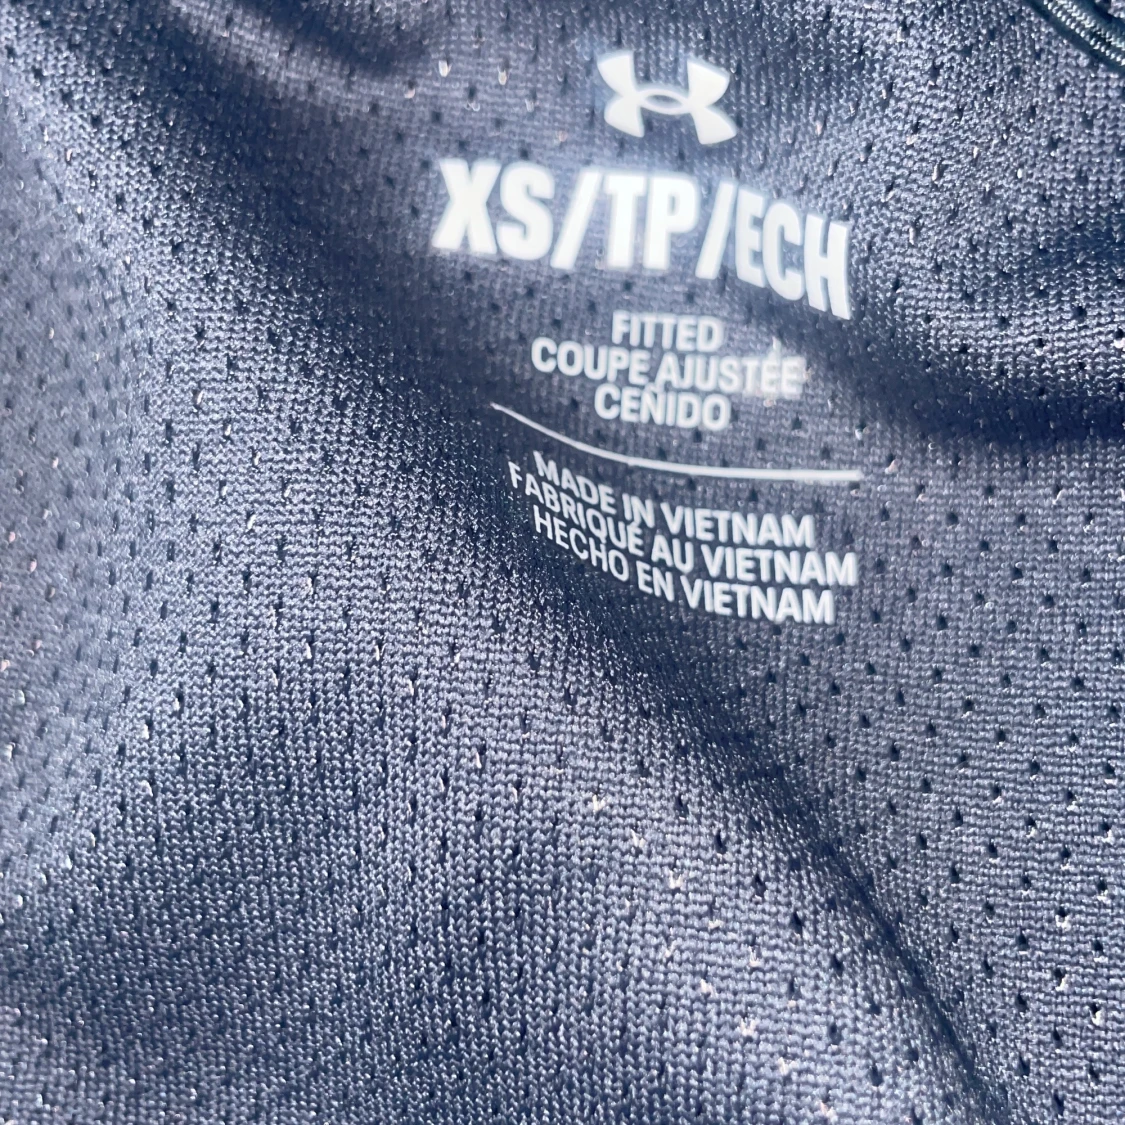 XS/TP/ECH
FITTED
COUPE AJUSTÉE
CEÑIDO
MADE IN VIETNAM
FABRIQUÉ AU VIETNAM
HECHO EN VIETNAM